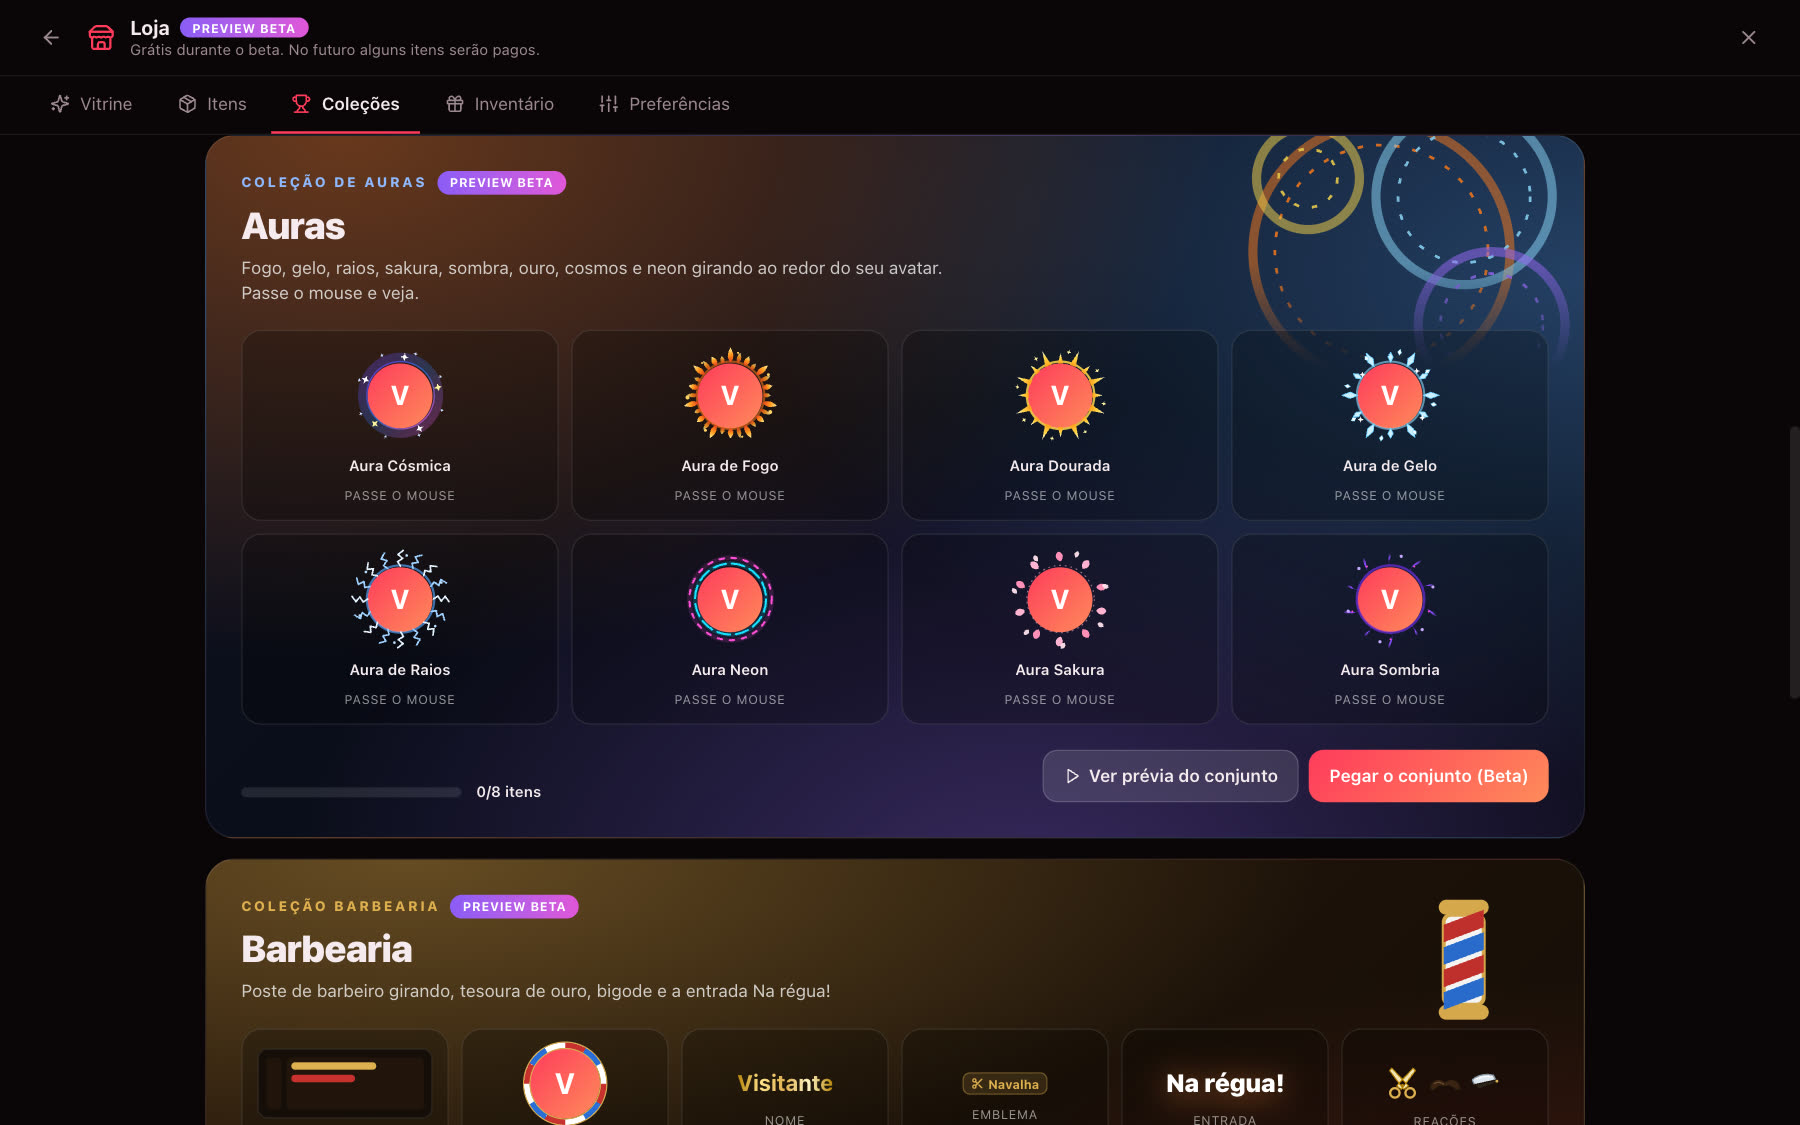 Loja PREVIEW BETA
Grátis durante o beta. No futuro alguns itens serão pagos.
Vitrine Itens Coleções Inventário Preferências
COLEÇÃO DE AURAS PREVIEW BETA
Auras
Fogo, gelo, raios, sakura, sombra, ouro, cosmos e neon girando ao redor do seu avatar.
Passe o mouse e veja.
V V V V
Aura Cósmica Aura de Fogo Aura Dourada Aura de Gelo
PASSE O MOUSE PASSE O MOUSE PASSE O MOUSE PASSE O MOUSE
V V V V
Aura de Raios Aura Neon Aura Sakura Aura Sombria
PASSE O MOUSE PASSE O MOUSE PASSE O MOUSE PASSE O MOUSE
0/8 itens Ver prévia do conjunto Pegar o conjunto (Beta)
COLEÇÃO BARBEARIA PREVIEW BETA
Barbearia
Poste de barbeiro girando, tesoura de ouro, bigode e a entrada Na régua!
V Visitante Navalha Na régua!
NOME EMBLEMA ENTRADA REAÇÕES